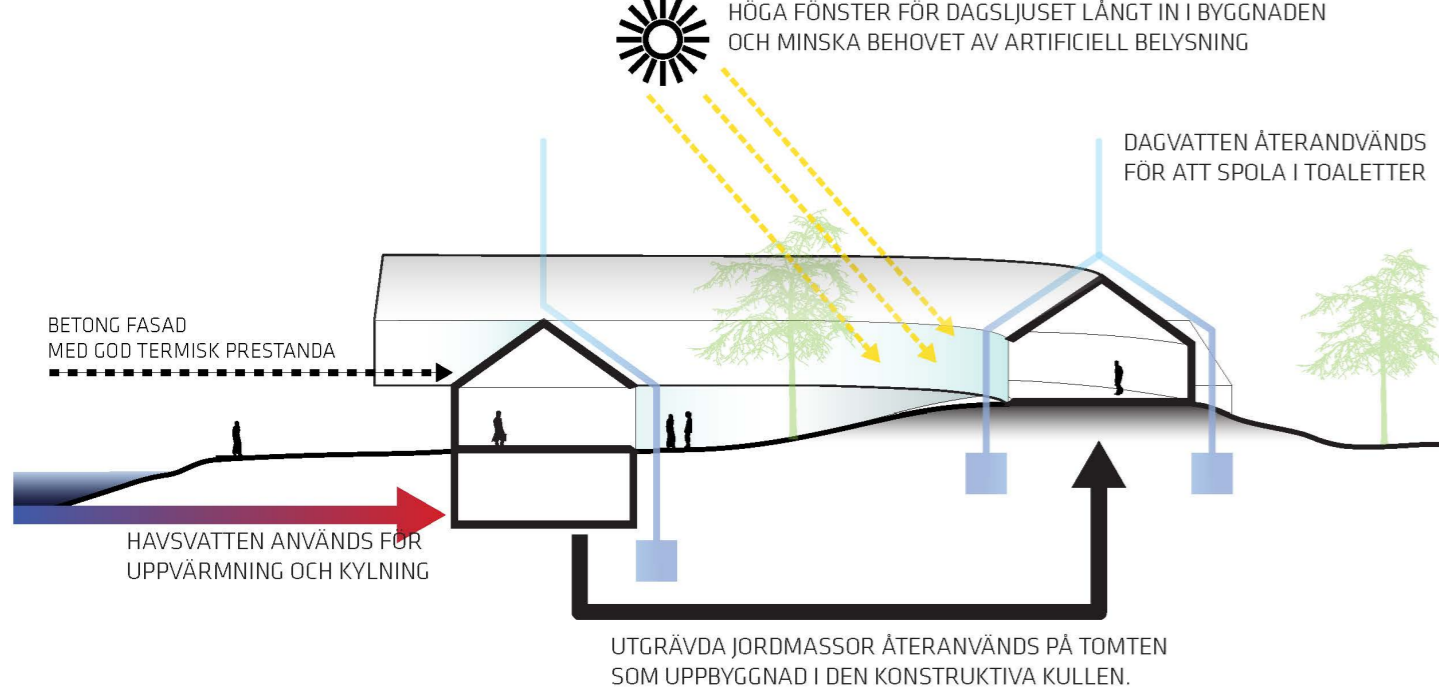 HÖGA FÖNSTER FÖR DAGSLJUSET LÅNGT IN I BYGGNADEN
OCH MINSKA BEHOVET AV ARTIFICIELL BELYSNING
DAGVATTEN ÅTERANDVÄNDS
FÖR ATT SPOLA I TOALETTER
BETONG FASAD
MED GOD TERMISK PRESTANDA
HAVSVATTEN ANVÄNDS FÖR
UPPVÄRMNING OCH KYLNING
UTGRÄVDA JORDMASSOR ÅTERANVÄNDS PÅ TOMTEN
SOM UPPBYGGNAD I DEN KONSTRUKTIVA KULLEN.